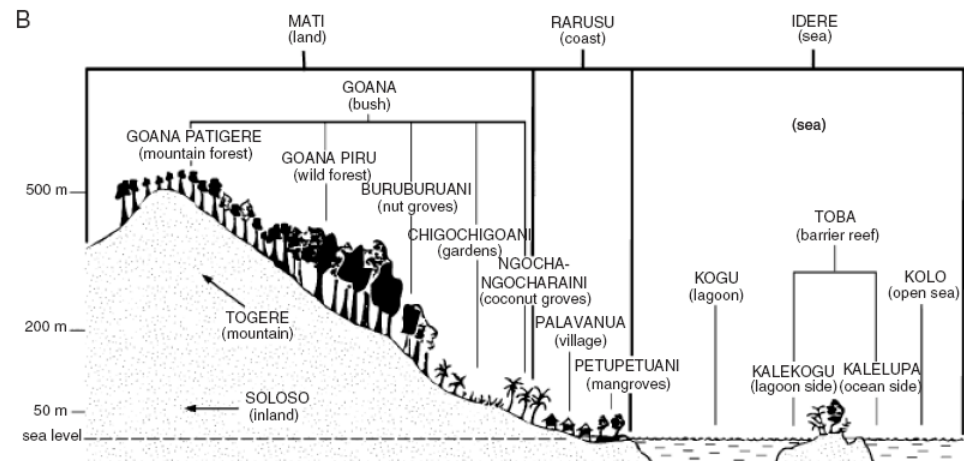 B
MATI
(land)
RARUSU
(coast)
IDERE
(sea)
GOANA
(bush)
(sea)
GOANA PATIGERE
(mountain forest)
GOANA PIRU
(wild forest)
BURUBURUANI
(nut groves)
500 m
CHIGOCHIGOANI
(gardens)
TOBA
(barrier reef)
NGOCHA-
NGOCHARAINI
(coconut groves)
KOGU
(lagoon)
KOLO
(open sea)
TOGERE
(mountain)
200 m
PALAVANUA
(village)
PETUPETUANI
(mangroves)
KALEKOGU
(lagoon side)
KALELUPA
(ocean side)
SOLOSO
(inland)
50 m
sea level